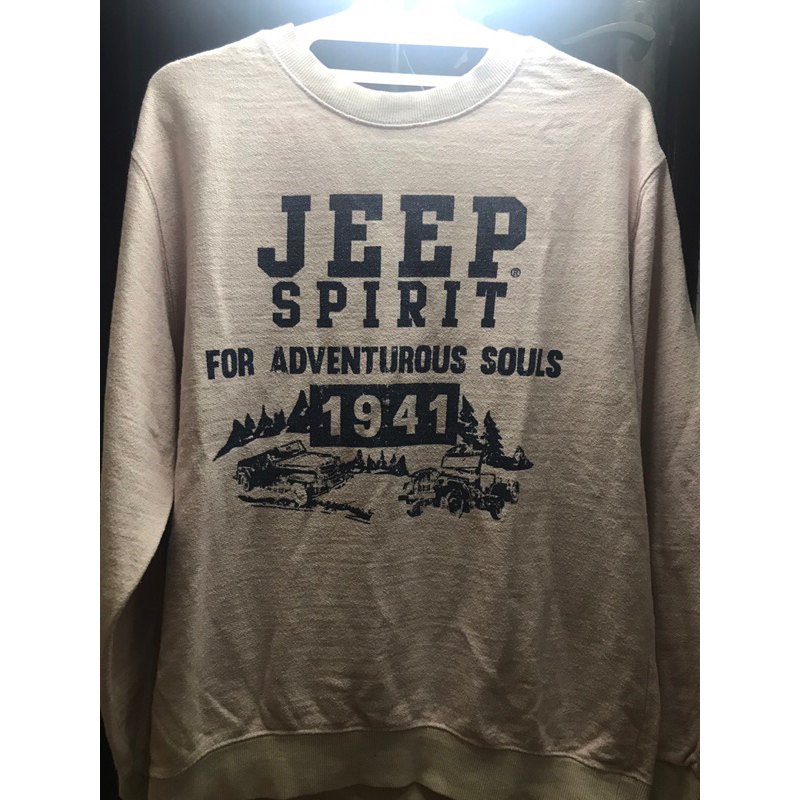 JEEP®
SPIRIT
FOR ADVENTUROUS SOULS
1941